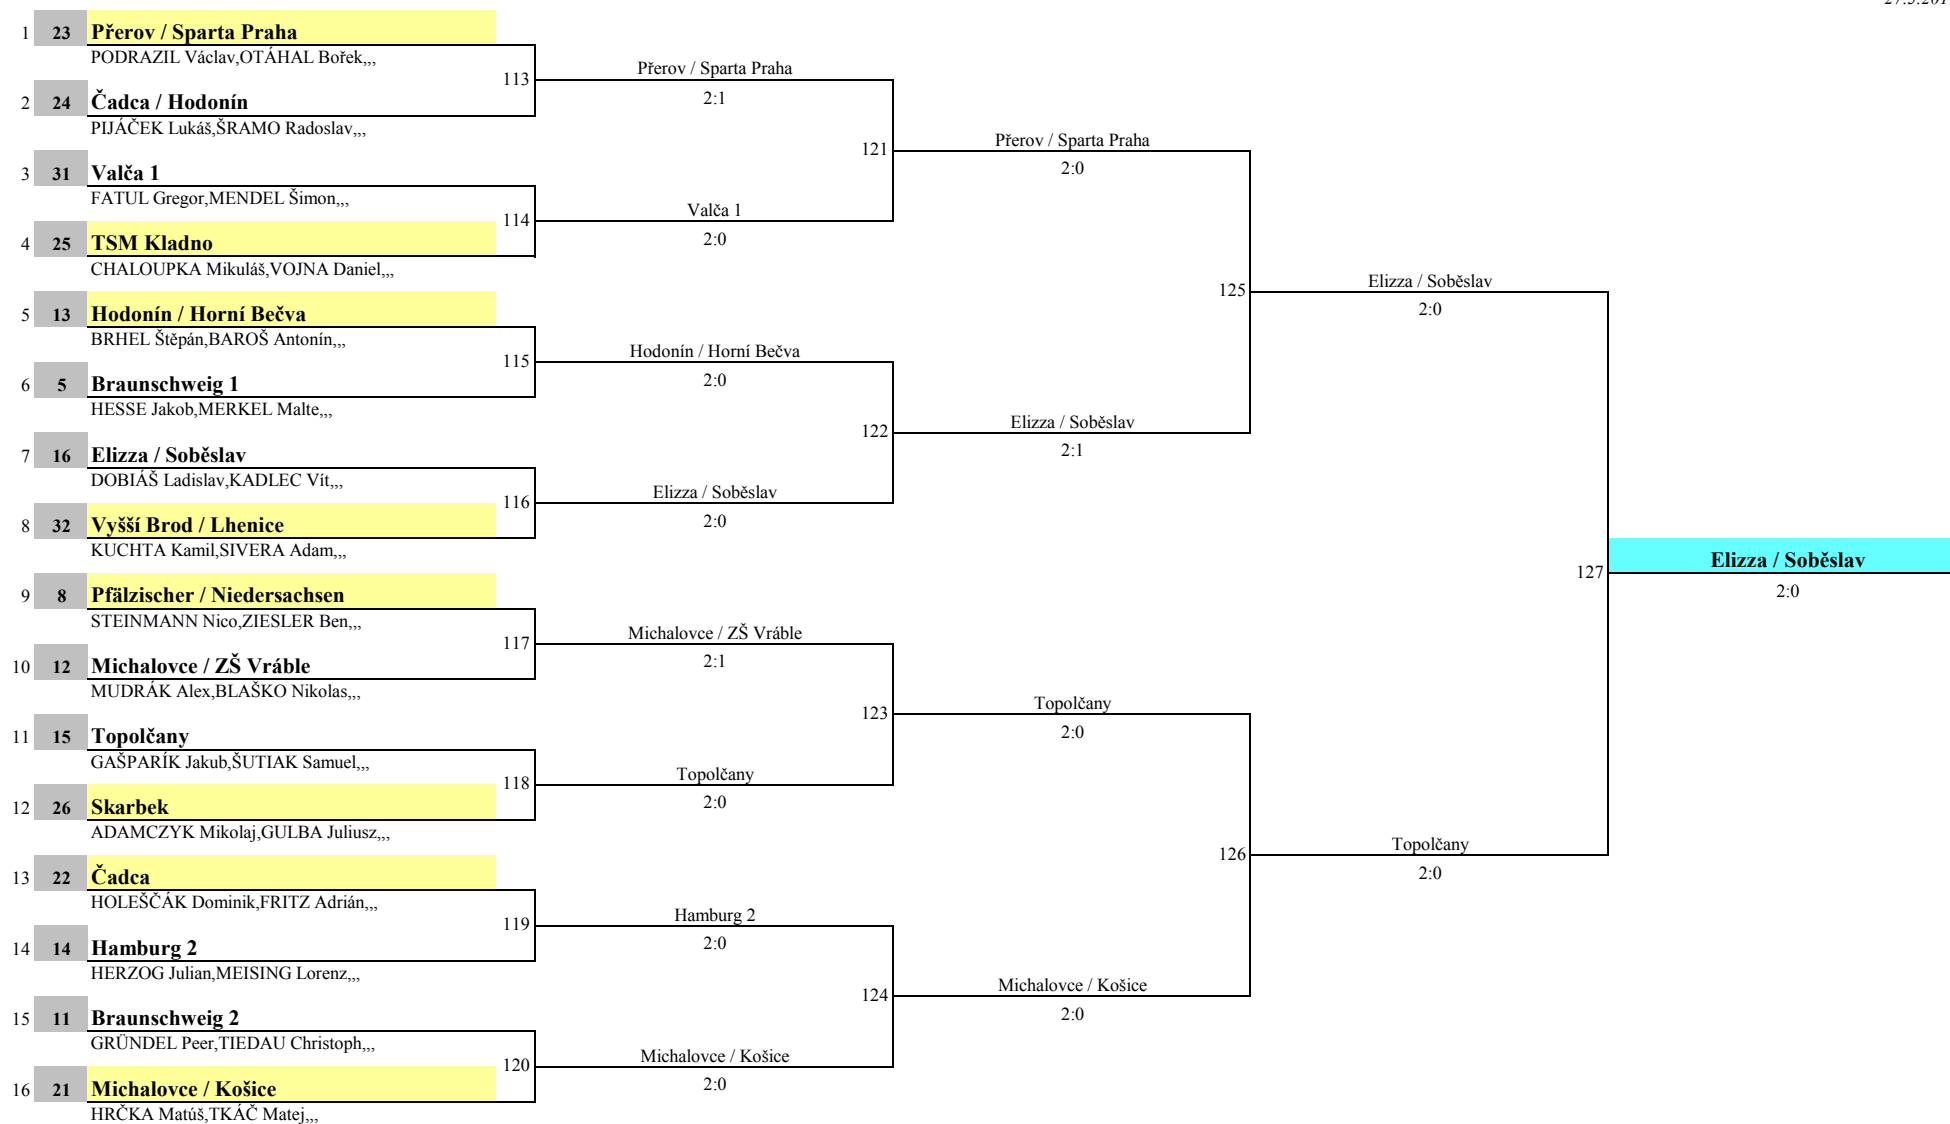 27.5.201
1 23 Přerov / Sparta Praha
PODRAZIL Václav,OTÁHAL Bořek,,,
113
Přerov / Sparta Praha
2:1
2 24 Čadca / Hodonín
PIJÁČEK Lukáš,ŠRAMO Radoslav,,,
121
Přerov / Sparta Praha
2:0
3 31 Valča 1
FATUL Gregor,MENDEL Šimon,,,
114
Valča 1
2:0
4 25 TSM Kladno
CHALOUPKA Mikuláš,VOJNA Daniel,,,
125
Elizza / Soběslav
2:0
5 13 Hodonín / Horní Bečva
BRHEL Štěpán,BAROŠ Antonín,,,
115
Hodonín / Horní Bečva
2:0
6 5 Braunschweig 1
HESSE Jakob,MERKEL Malte,,,
122
Elizza / Soběslav
2:1
7 16 Elizza / Soběslav
DOBIÁŠ Ladislav,KADLEC Vít,,,
116
Elizza / Soběslav
2:0
8 32 Vyšší Brod / Lhenice
KUCHTA Kamil,SIVERA Adam,,,
127
Elizza / Soběslav
2:0
9 8 Pfälzischer / Niedersachsen
STEINMANN Nico,ZIESLER Ben,,,
117
Michalovce / ZŠ Vráble
2:1
10 12 Michalovce / ZŠ Vráble
MUDRÁK Alex,BLAŠKO Nikolas,,,
123
Topolčany
2:0
11 15 Topolčany
GAŠPARÍK Jakub,ŠUTIAK Samuel,,,
118
Topolčany
2:0
12 26 Skarbek
ADAMCZYK Mikolaj,GULBA Juliusz,,,
126
Topolčany
2:0
13 22 Čadca
HOLEŠČÁK Dominik,FRITZ Adrián,,,
119
Hamburg 2
2:0
14 14 Hamburg 2
HERZOG Julian,MEISING Lorenz,,,
124
Michalovce / Košice
2:0
15 11 Braunschweig 2
GRÜNDEL Peer,TIEDAU Christoph,,,
120
Michalovce / Košice
2:0
16 21 Michalovce / Košice
HRČKA Matúš,TKÁČ Matej,,,